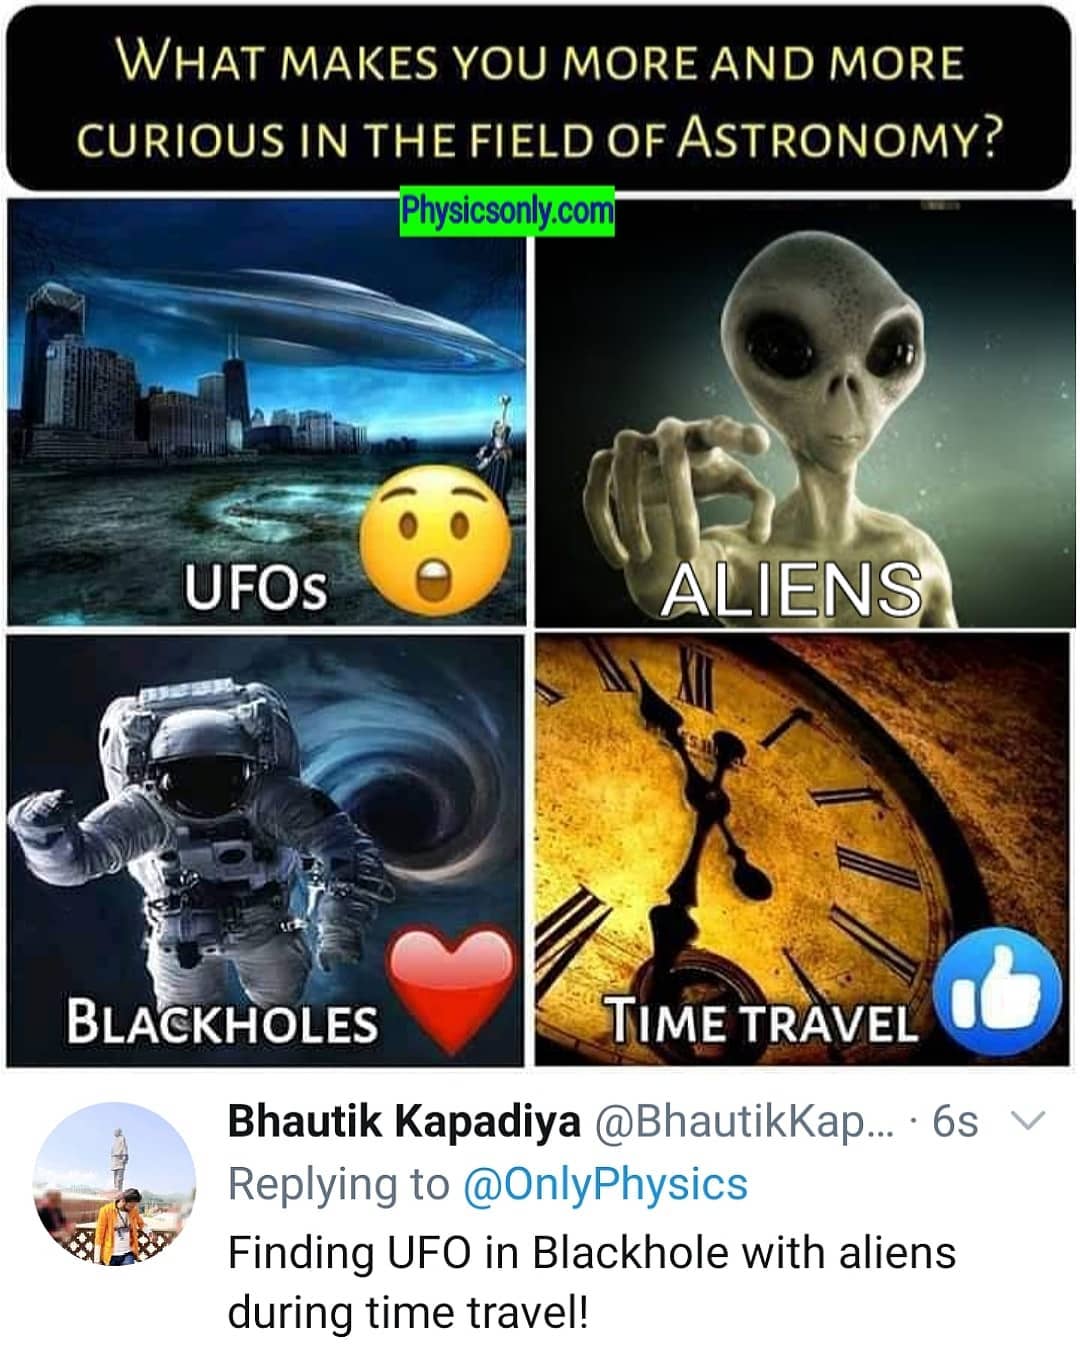 WHAT MAKES YOU MORE AND MORE
CURIOUS IN THE FIELD OF ASTRONOMY?
Physicsonly.com
UFOs
ALIENS
BLACKHOLES
XII
TIME TRAVEL
Bhautik Kapadiya @BhautikKap... · 6s
Replying to @OnlyPhysics
Finding UFO in Blackhole with aliens
during time travel!